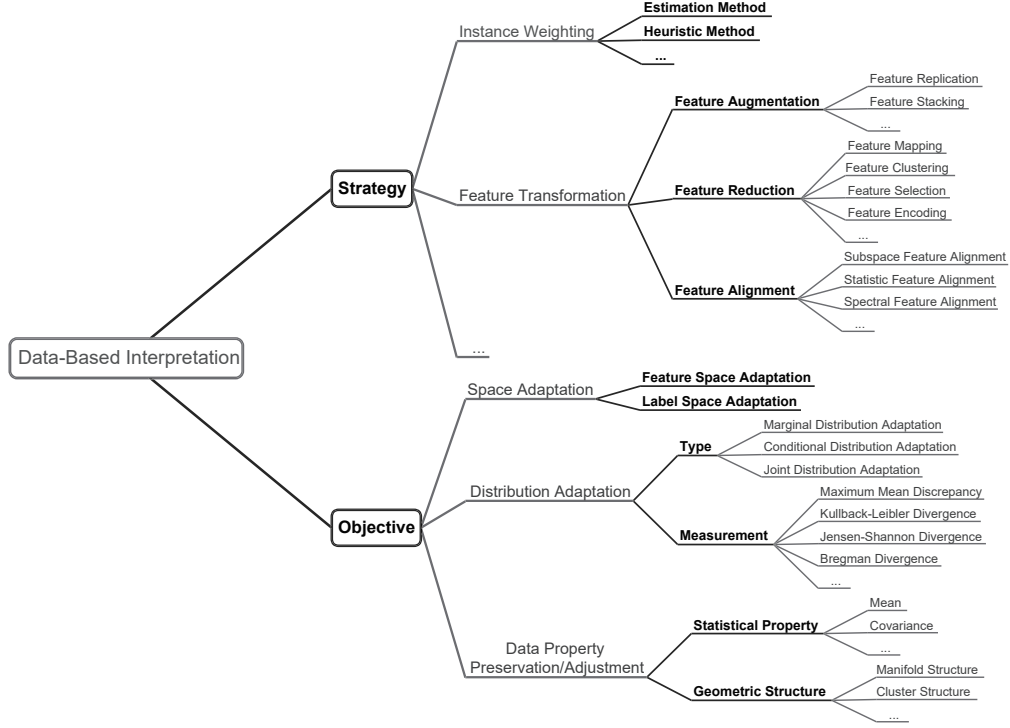 Data-Based Interpretation
Strategy
Instance Weighting
Estimation Method
Heuristic Method
...
Feature Transformation
Feature Augmentation
Feature Replication
Feature Stacking
...
Feature Reduction
Feature Mapping
Feature Clustering
Feature Selection
Feature Encoding
...
Feature Alignment
Subspace Feature Alignment
Statistic Feature Alignment
Spectral Feature Alignment
...
...
Objective
Space Adaptation
Feature Space Adaptation
Label Space Adaptation
Distribution Adaptation
Type
Marginal Distribution Adaptation
Conditional Distribution Adaptation
Joint Distribution Adaptation
Measurement
Maximum Mean Discrepancy
Kullback-Leibler Divergence
Jensen-Shannon Divergence
Bregman Divergence
...
Data Property
Preservation/Adjustment
Statistical Property
Mean
Covariance
...
Geometric Structure
Manifold Structure
Cluster Structure
...